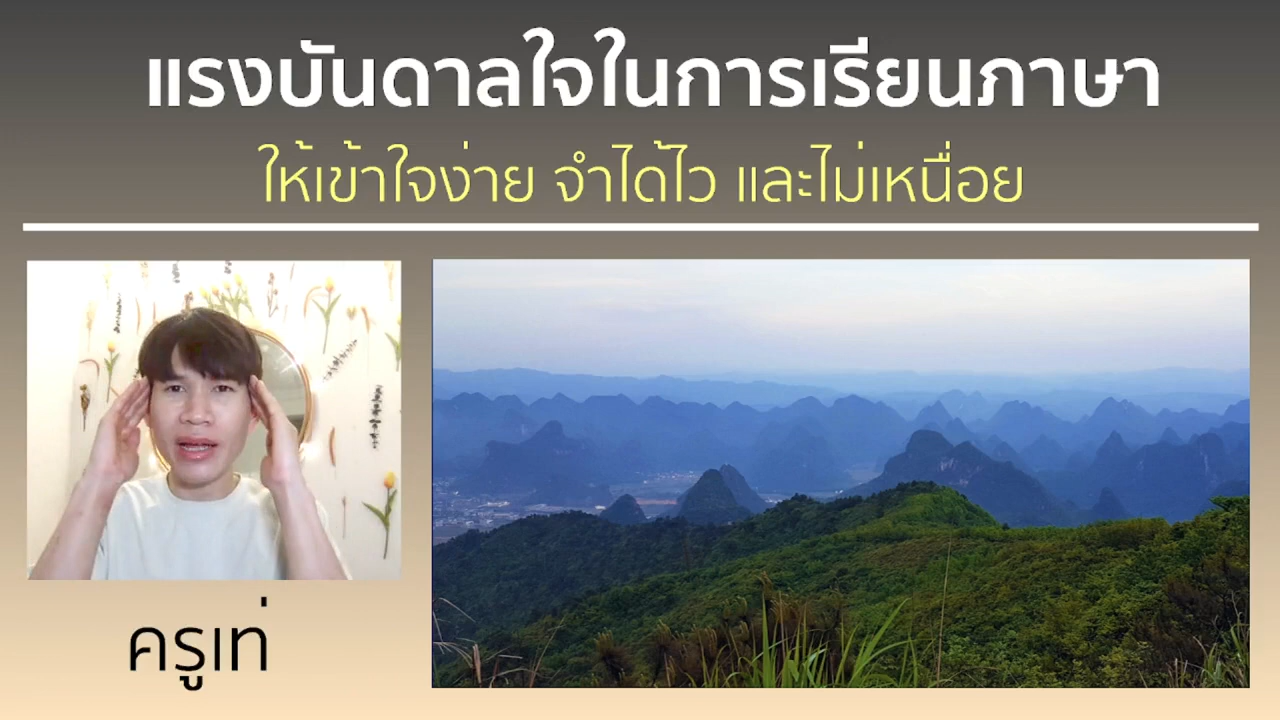 แรงบันดาลใจในการเรียนภาษา
ให้เข้าใจง่าย จำได้ไว และไม่เหนื่อย
ครูเท่